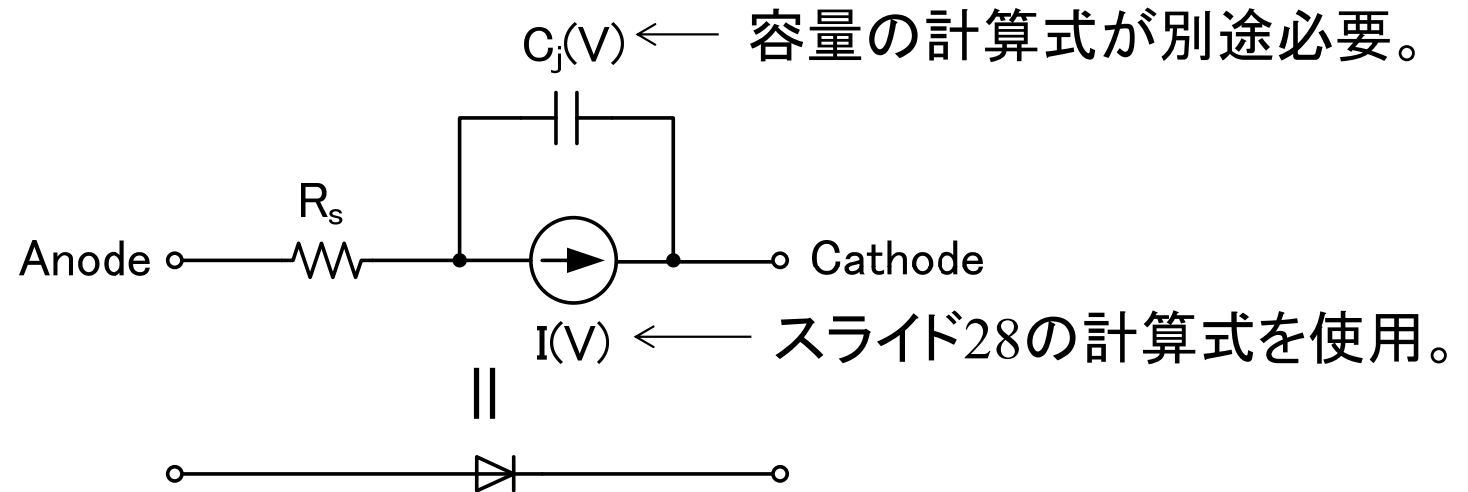 Cj(V) 容量の計算式が別途必要。
Rs
Anode
Cathode
I(V) スライド28の計算式を使用。